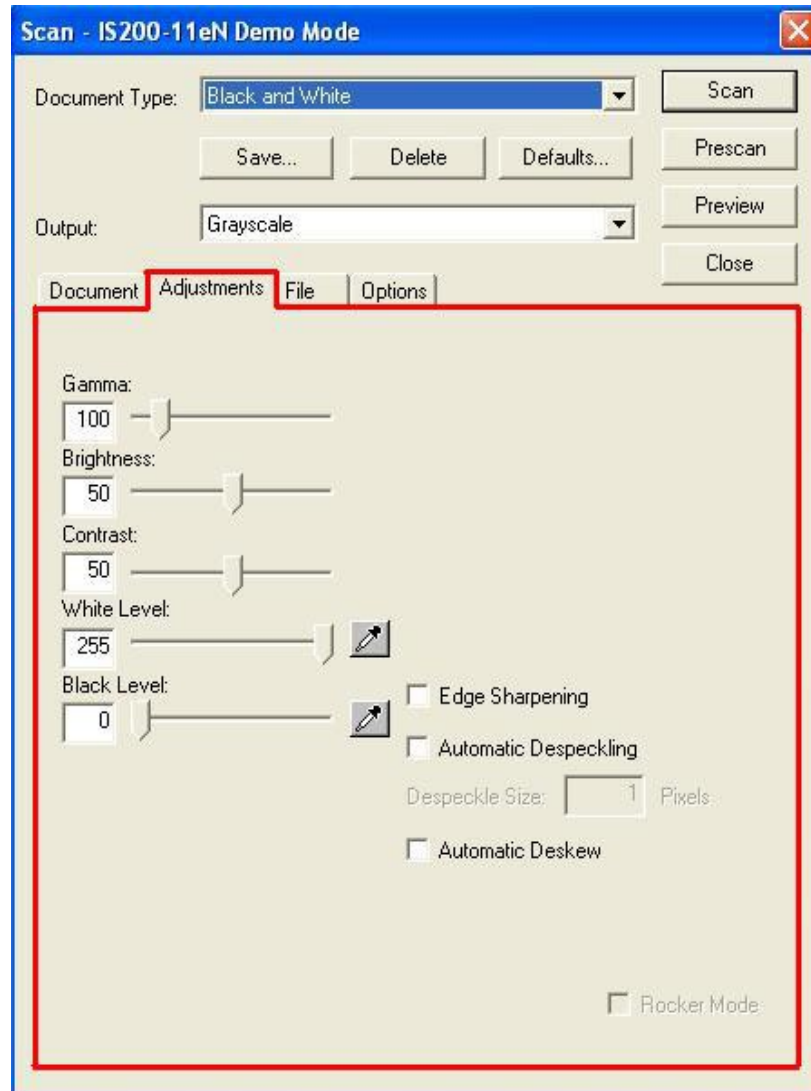 Scan - IS200-11eN Demo Mode
Document Type: Black and White
Scan
Save... Delete Defaults...
Prescan
Output: Grayscale
Preview
Close
Document Adjustments File Options
Gamma:
100
Brightness:
50
Contrast:
50
White Level:
255
Black Level:
0
Edge Sharpening
Automatic Despeckling
Despeckle Size: 1 Pixels
Automatic Deskew
Rocker Mode